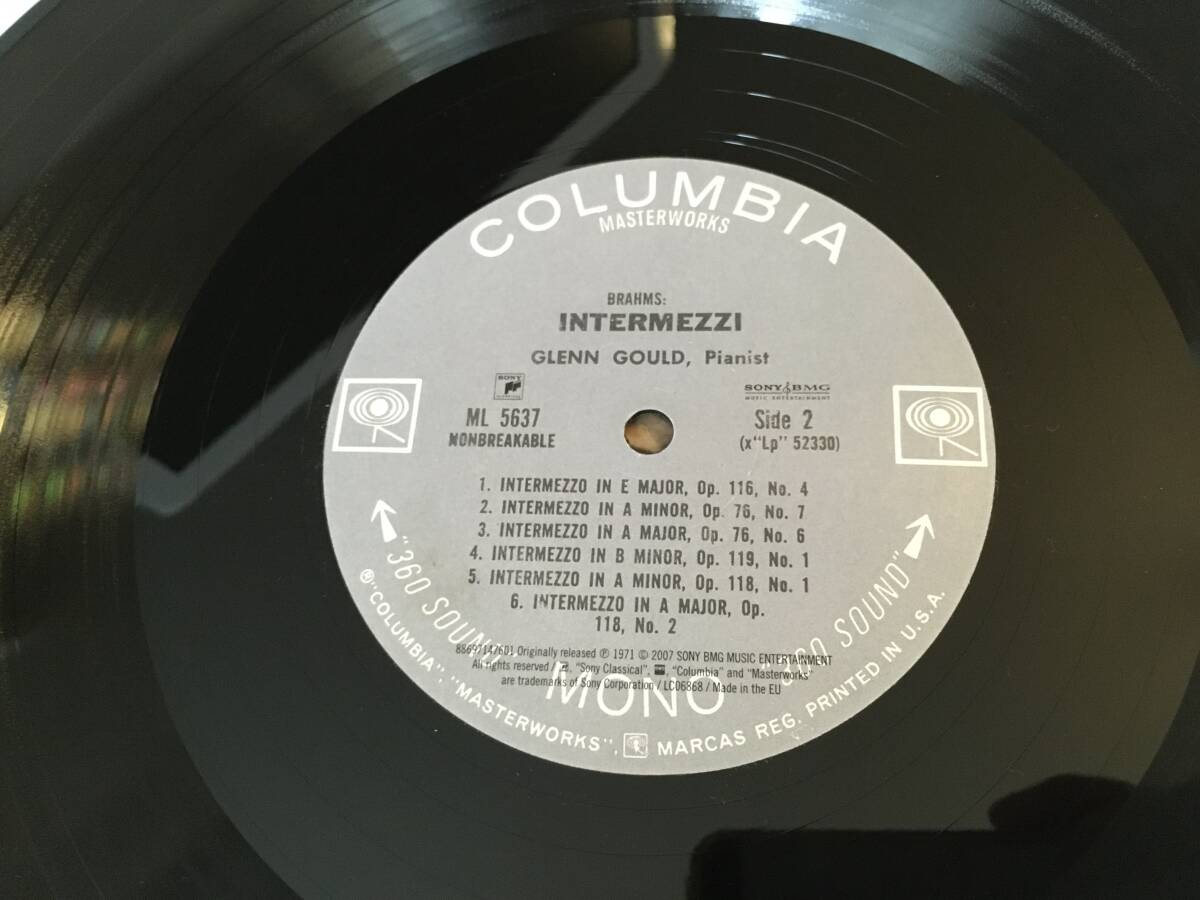 COLUMBIA
MASTERWORKS
BRAHMS:
INTERMEZZI
GLENN GOULD, Pianist
SONY
SONY BMG
MUSIC ENTERTAINMENT
ML 5637
NONBREAKABLE
Side 2
(x"Lp" 52330)
1. INTERMEZZO IN E MAJOR, Op. 116, No. 4
2. INTERMEZZO IN A MINOR, Op. 76, No. 7
3. INTERMEZZO IN A MAJOR, Op. 76, No. 6
4. INTERMEZZO IN B MINOR, Op. 119, No. 1
5. INTERMEZZO IN A MINOR, Op. 118, No. 1
6. INTERMEZZO IN A MAJOR, Op.
118, No. 2
88697147601 Originally released ℗ 1971 © 2007 SONY BMG MUSIC ENTERTAINMENT
All rights reserved / "Sony Classical", "Columbia" and "Masterworks"
are trademarks of Sony Corporation / LC06868 / Made in the EU
"360 SOUND"
MONO
"360 SOUND"
® "COLUMBIA", "MASTERWORKS", MARCAS REG. PRINTED IN U.S.A.